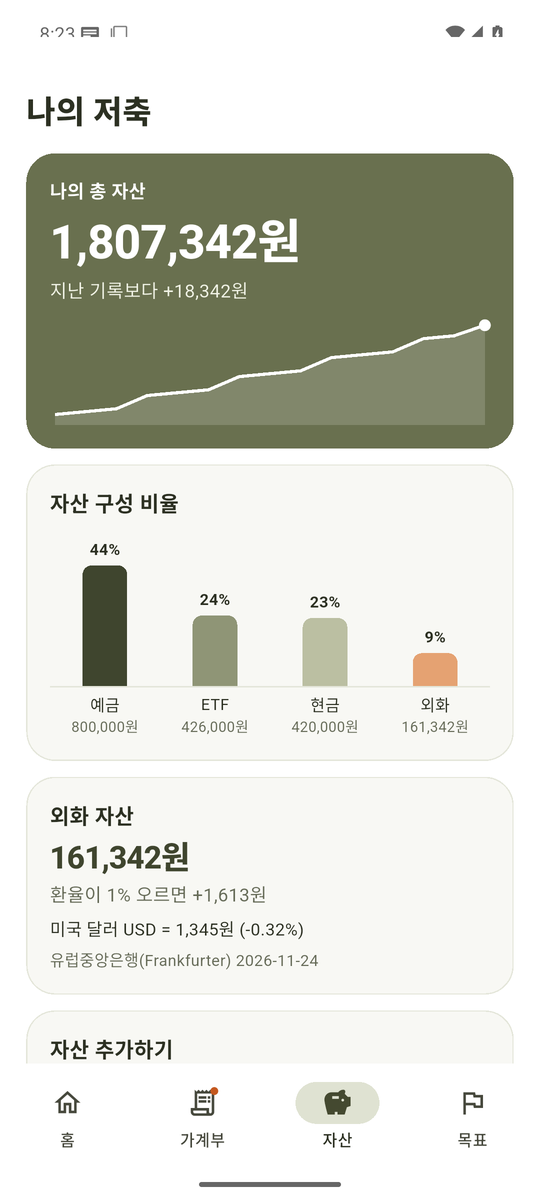 8:23
나의 저축
나의 총 자산
1,807,342원
지난 기록보다 +18,342원
자산 구성 비율
44%
24%
23%
9%
예금
ETF
현금
외화
800,000원
426,000원
420,000원
161,342원
외화 자산
161,342원
환율이 1% 오르면 +1,613원
미국 달러 USD = 1,345원 (-0.32%)
유럽중앙은행(Frankfurter) 2026-11-24
자산 추가하기
홈
가계부
자산
목표